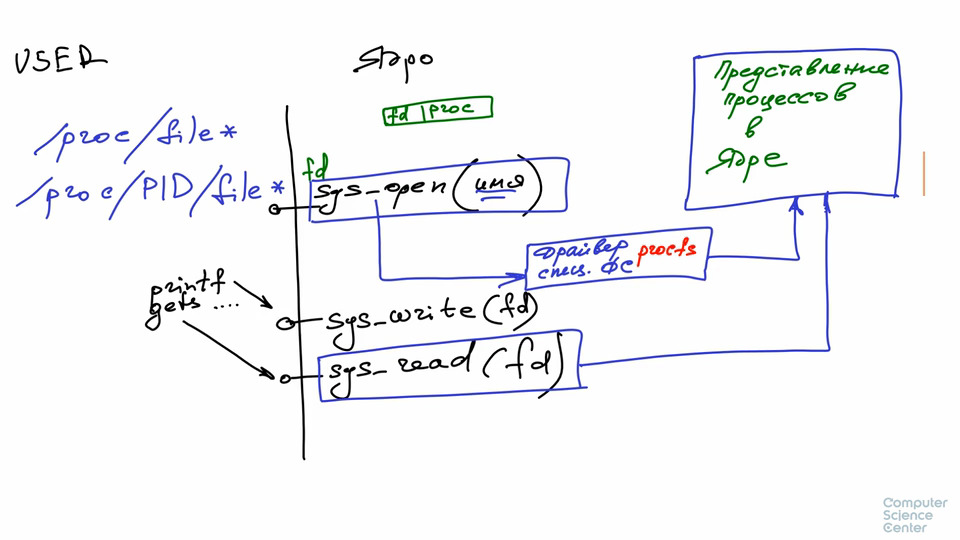 USER
Ядро
fd | proc
/proc/file*
/proc/PID/file*
fd
sys_open(имя)
Драйвер procfs
спец. ФС
Представление
процессов
в
Ядре
printf
gets ....
sys_write(fd)
sys_read(fd)
Computer
Science
Center